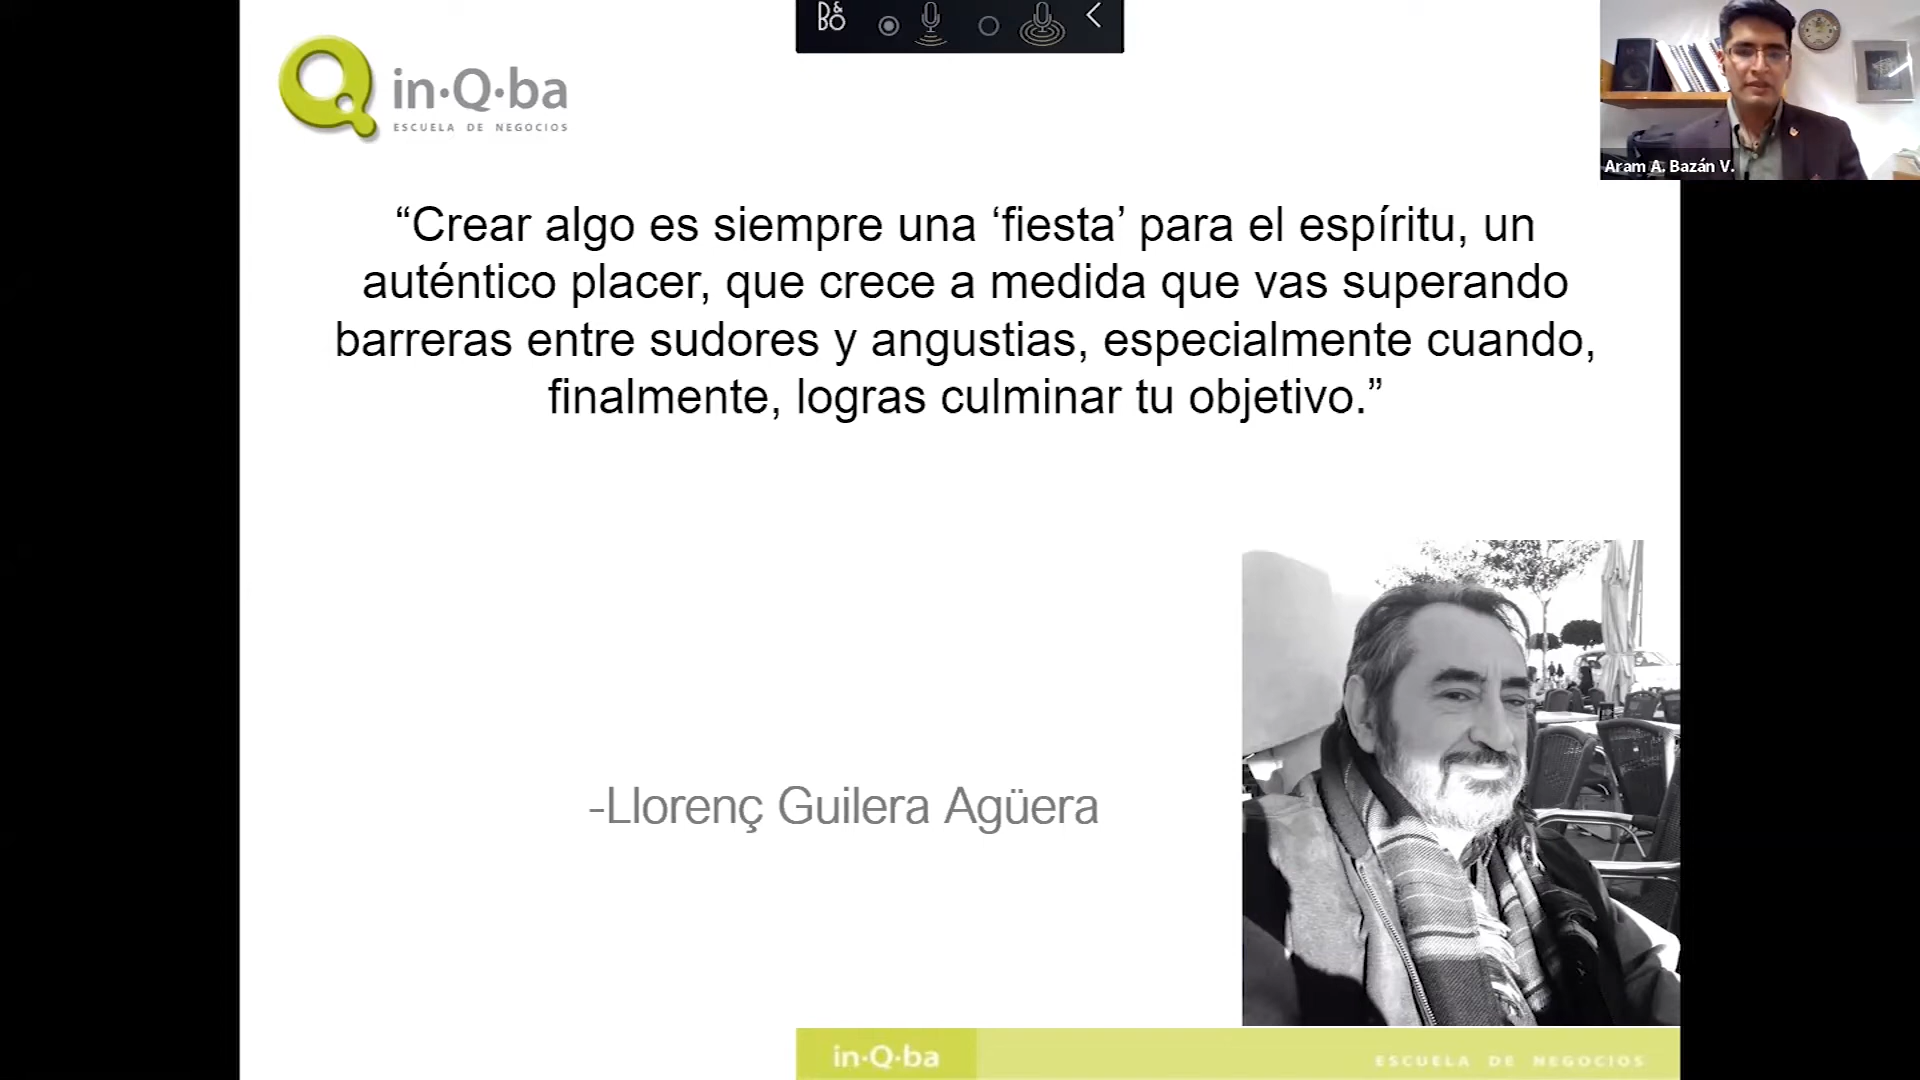 B&O
in·Q·ba
ESCUELA DE NEGOCIOS
Aram A. Bazán V.
“Crear algo es siempre una ‘fiesta’ para el espíritu, un
auténtico placer, que crece a medida que vas superando
barreras entre sudores y angustias, especialmente cuando,
finalmente, logras culminar tu objetivo.”
-Llorenç Guilera Agüera
in·Q·ba
ESCUELA DE NEGOCIOS